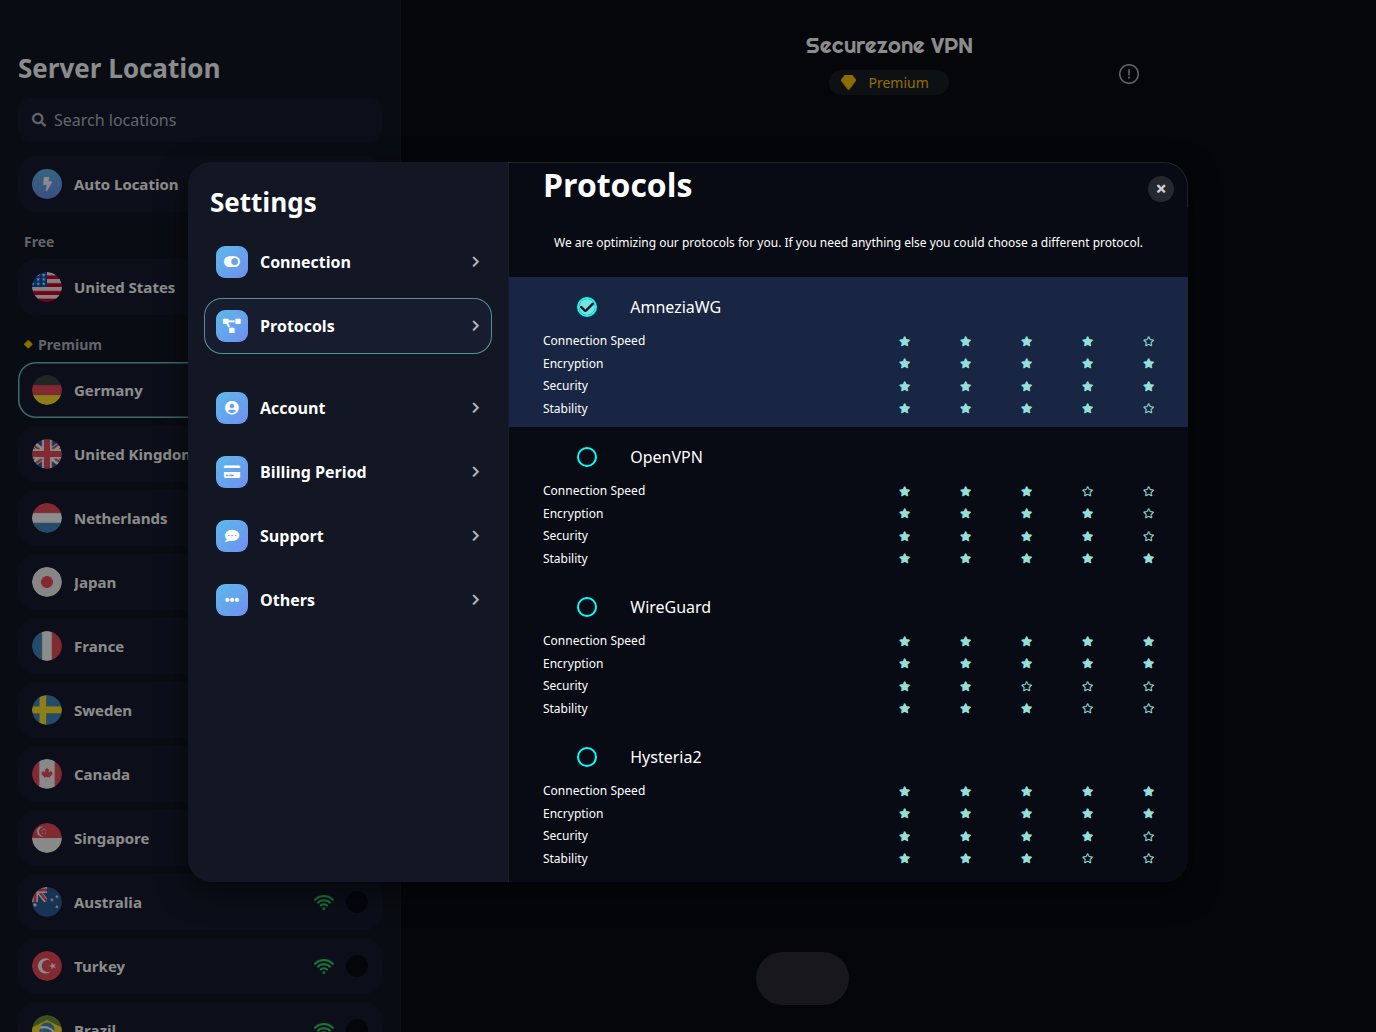 Server Location
Search locations
Auto Location
Free
United States
Premium
Germany
United Kingdon
Netherlands
Japan
France
Sweden
Canada
Singapore
Australia
Turkey
Brazil
Securezone VPN
Premium
Settings
Connection
Protocols
Account
Billing Period
Support
Others
Protocols
We are optimizing our protocols for you. If you need anything else you could choose a different protocol.
AmneziaWG
Connection Speed
Encryption
Security
Stability
OpenVPN
Connection Speed
Encryption
Security
Stability
WireGuard
Connection Speed
Encryption
Security
Stability
Hysteria2
Connection Speed
Encryption
Security
Stability